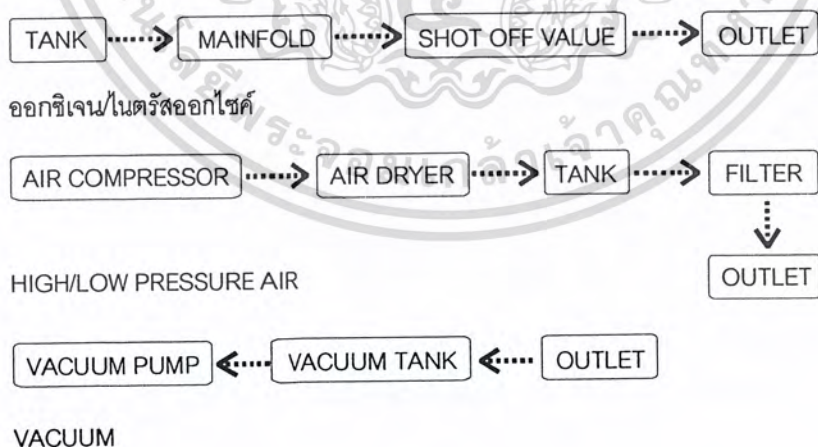 TANK MAINFOLD SHOT OFF VALUE OUTLET
ออกซิเจน/ไนตรัสออกไซค์
AIR COMPRESSOR AIR DRYER TANK FILTER
OUTLET
HIGH/LOW PRESSURE AIR
VACUUM PUMP VACUUM TANK OUTLET
VACUUM